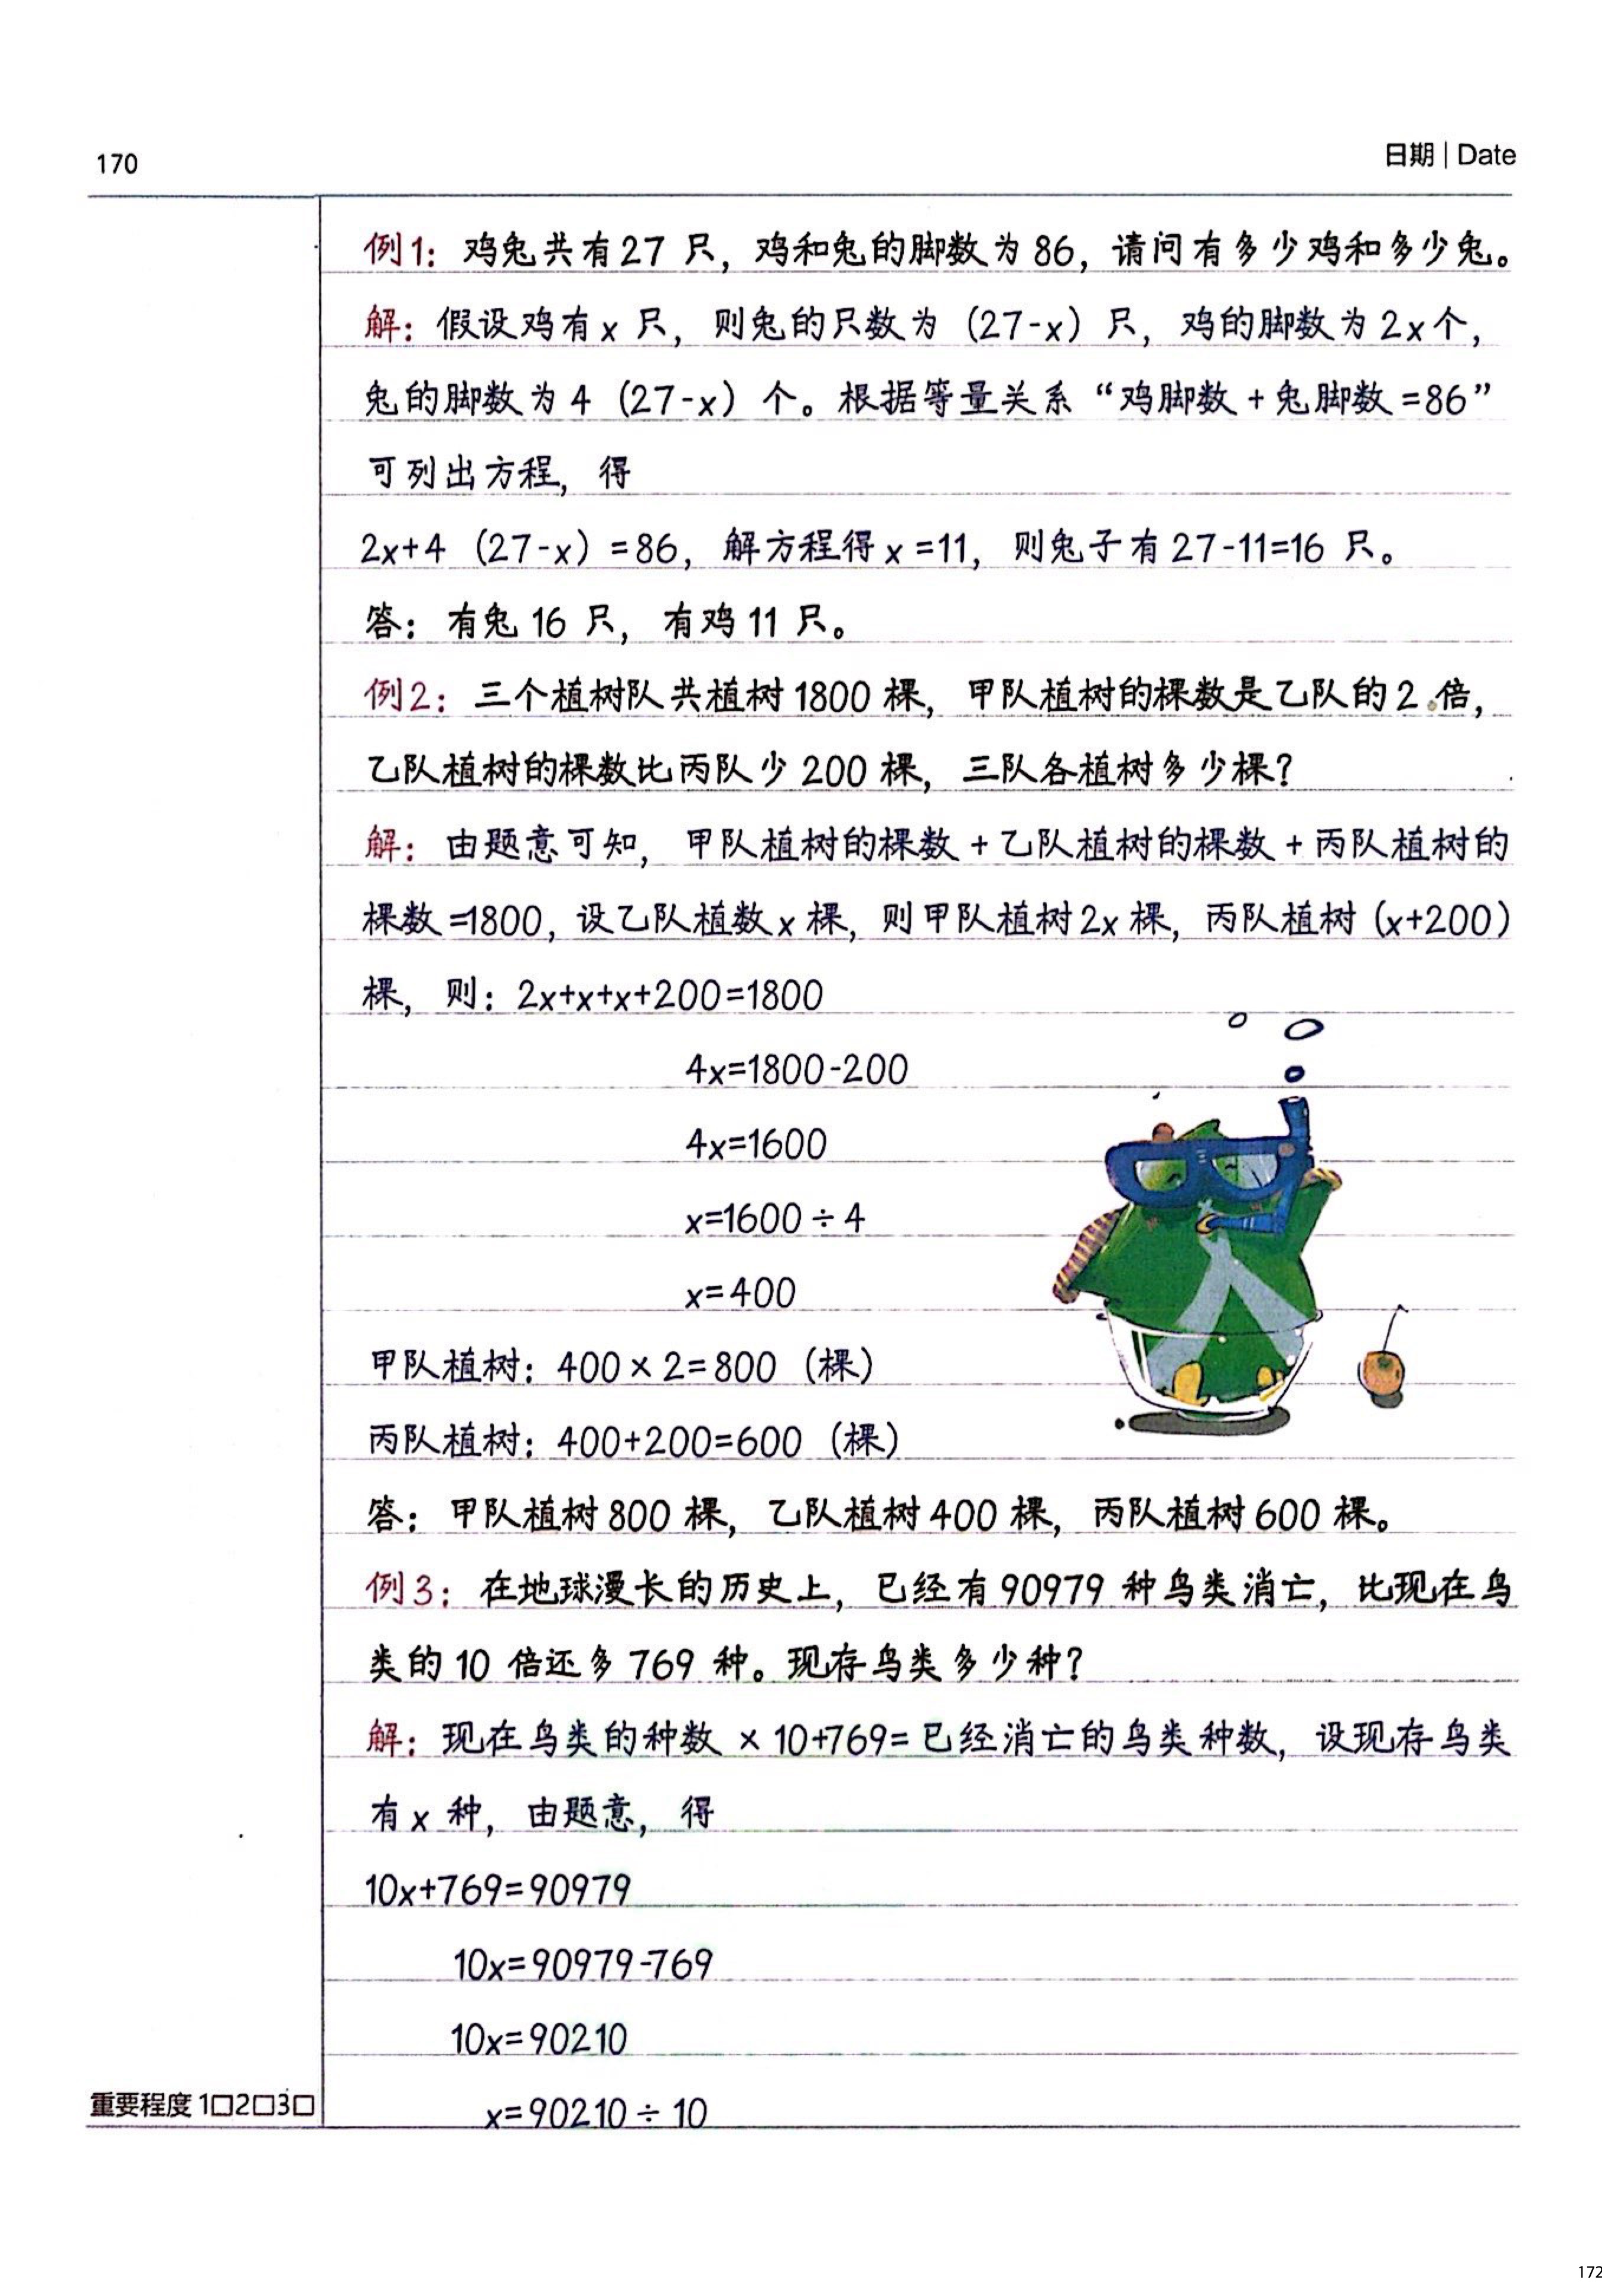 170
日期 | Date
例1：鸡兔共有27 只，鸡和兔的脚数为86，请问有多少鸡和多少兔。
解：假设鸡有x 只，则兔的只数为（27-x）只，鸡的脚数为2x个，
兔的脚数为4（27-x）个。根据等量关系“鸡脚数+兔脚数=86”
可列出方程，得
2x+4（27-x）=86，解方程得x=11，则兔子有27-11=16 只。
答：有兔16 只，有鸡11 只。
例2：三个植树队共植树1800 棵，甲队植树的棵数是乙队的2倍，
乙队植树的棵数比丙队少200 棵，三队各植树多少棵？
解：由题意可知，甲队植树的棵数+乙队植树的棵数+丙队植树的
棵数=1800，设乙队植数x棵，则甲队植树2x棵，丙队植树（x+200）
棵，则：2x+x+x+200=1800
4x=1800-200
4x=1600
x=1600÷4
x=400
甲队植树：400×2=800（棵）
丙队植树：400+200=600（棵）
答：甲队植树800 棵，乙队植树400 棵，丙队植树600 棵。
例3：在地球漫长的历史上，已经有90979 种鸟类消亡，比现在鸟
类的10 倍还多769 种。现存鸟类多少种？
解：现在鸟类的种数×10+769=已经消亡的鸟类种数，设现存鸟类
有x种，由题意，得
10x+769=90979
10x=90979-769
10x=90210
x=90210÷10
重要程度 1□2□3□
172